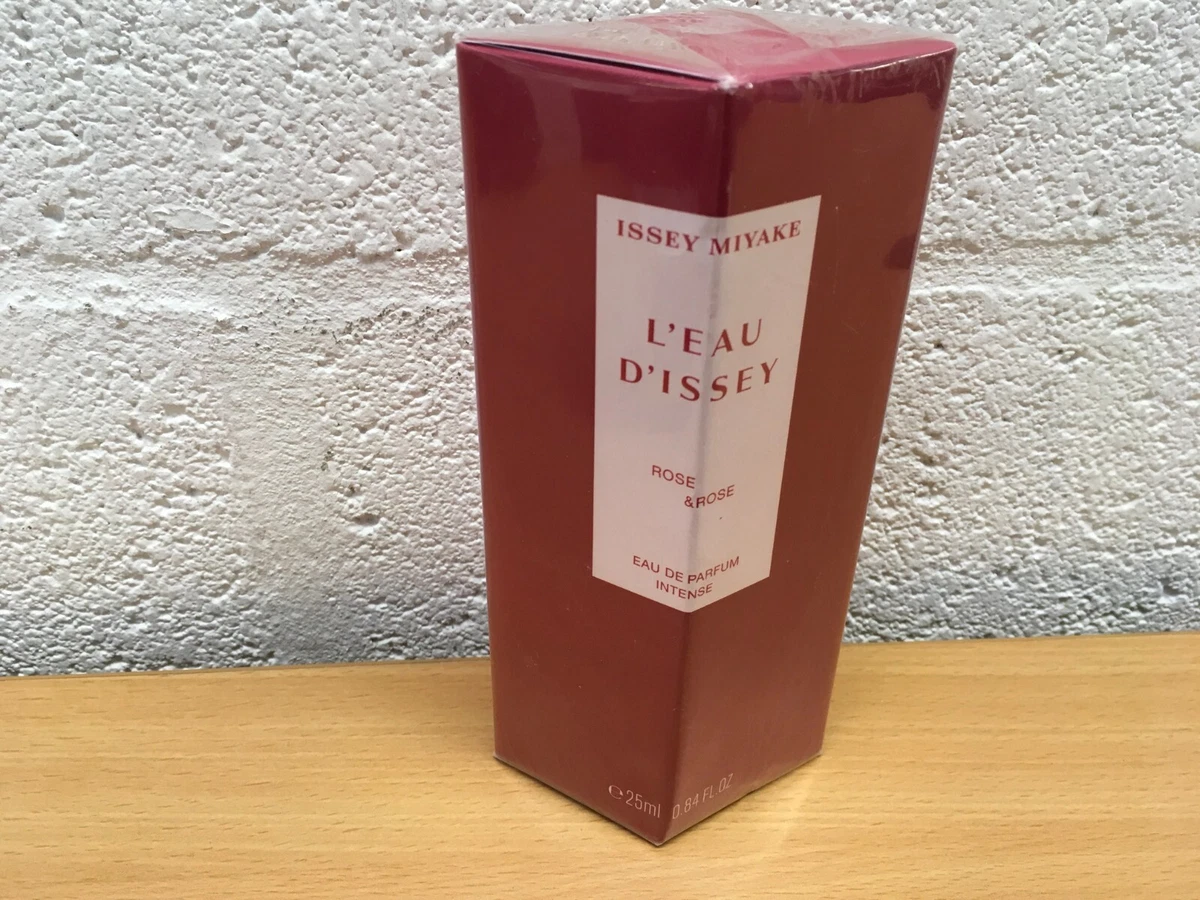 ISSEY MIYAKE
L'EAU
D'ISSEY
ROSE
&ROSE
EAU DE PARFUM
INTENSE
℮25ml 0.84 FL.OZ